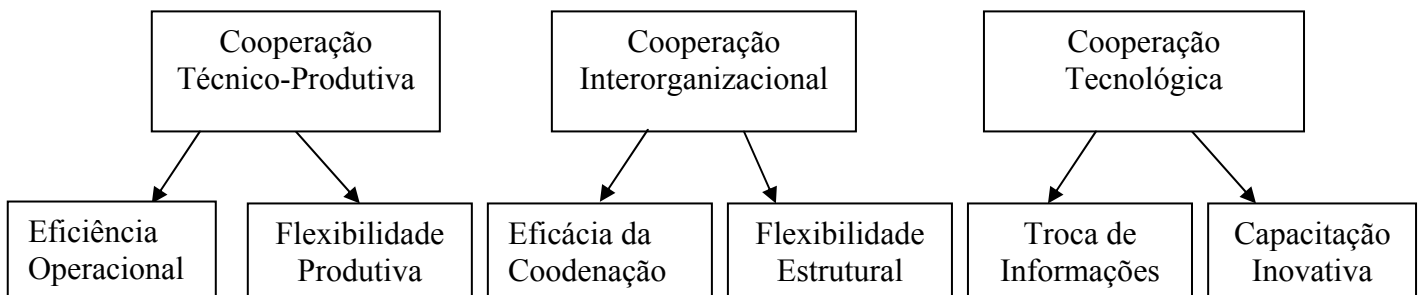 Cooperação
Técnico-Produtiva
Cooperação
Interorganizacional
Cooperação
Tecnológica
Eficiência
Operacional
Flexibilidade
Produtiva
Eficácia da
Coodenação
Flexibilidade
Estrutural
Troca de
Informações
Capacitação
Inovativa